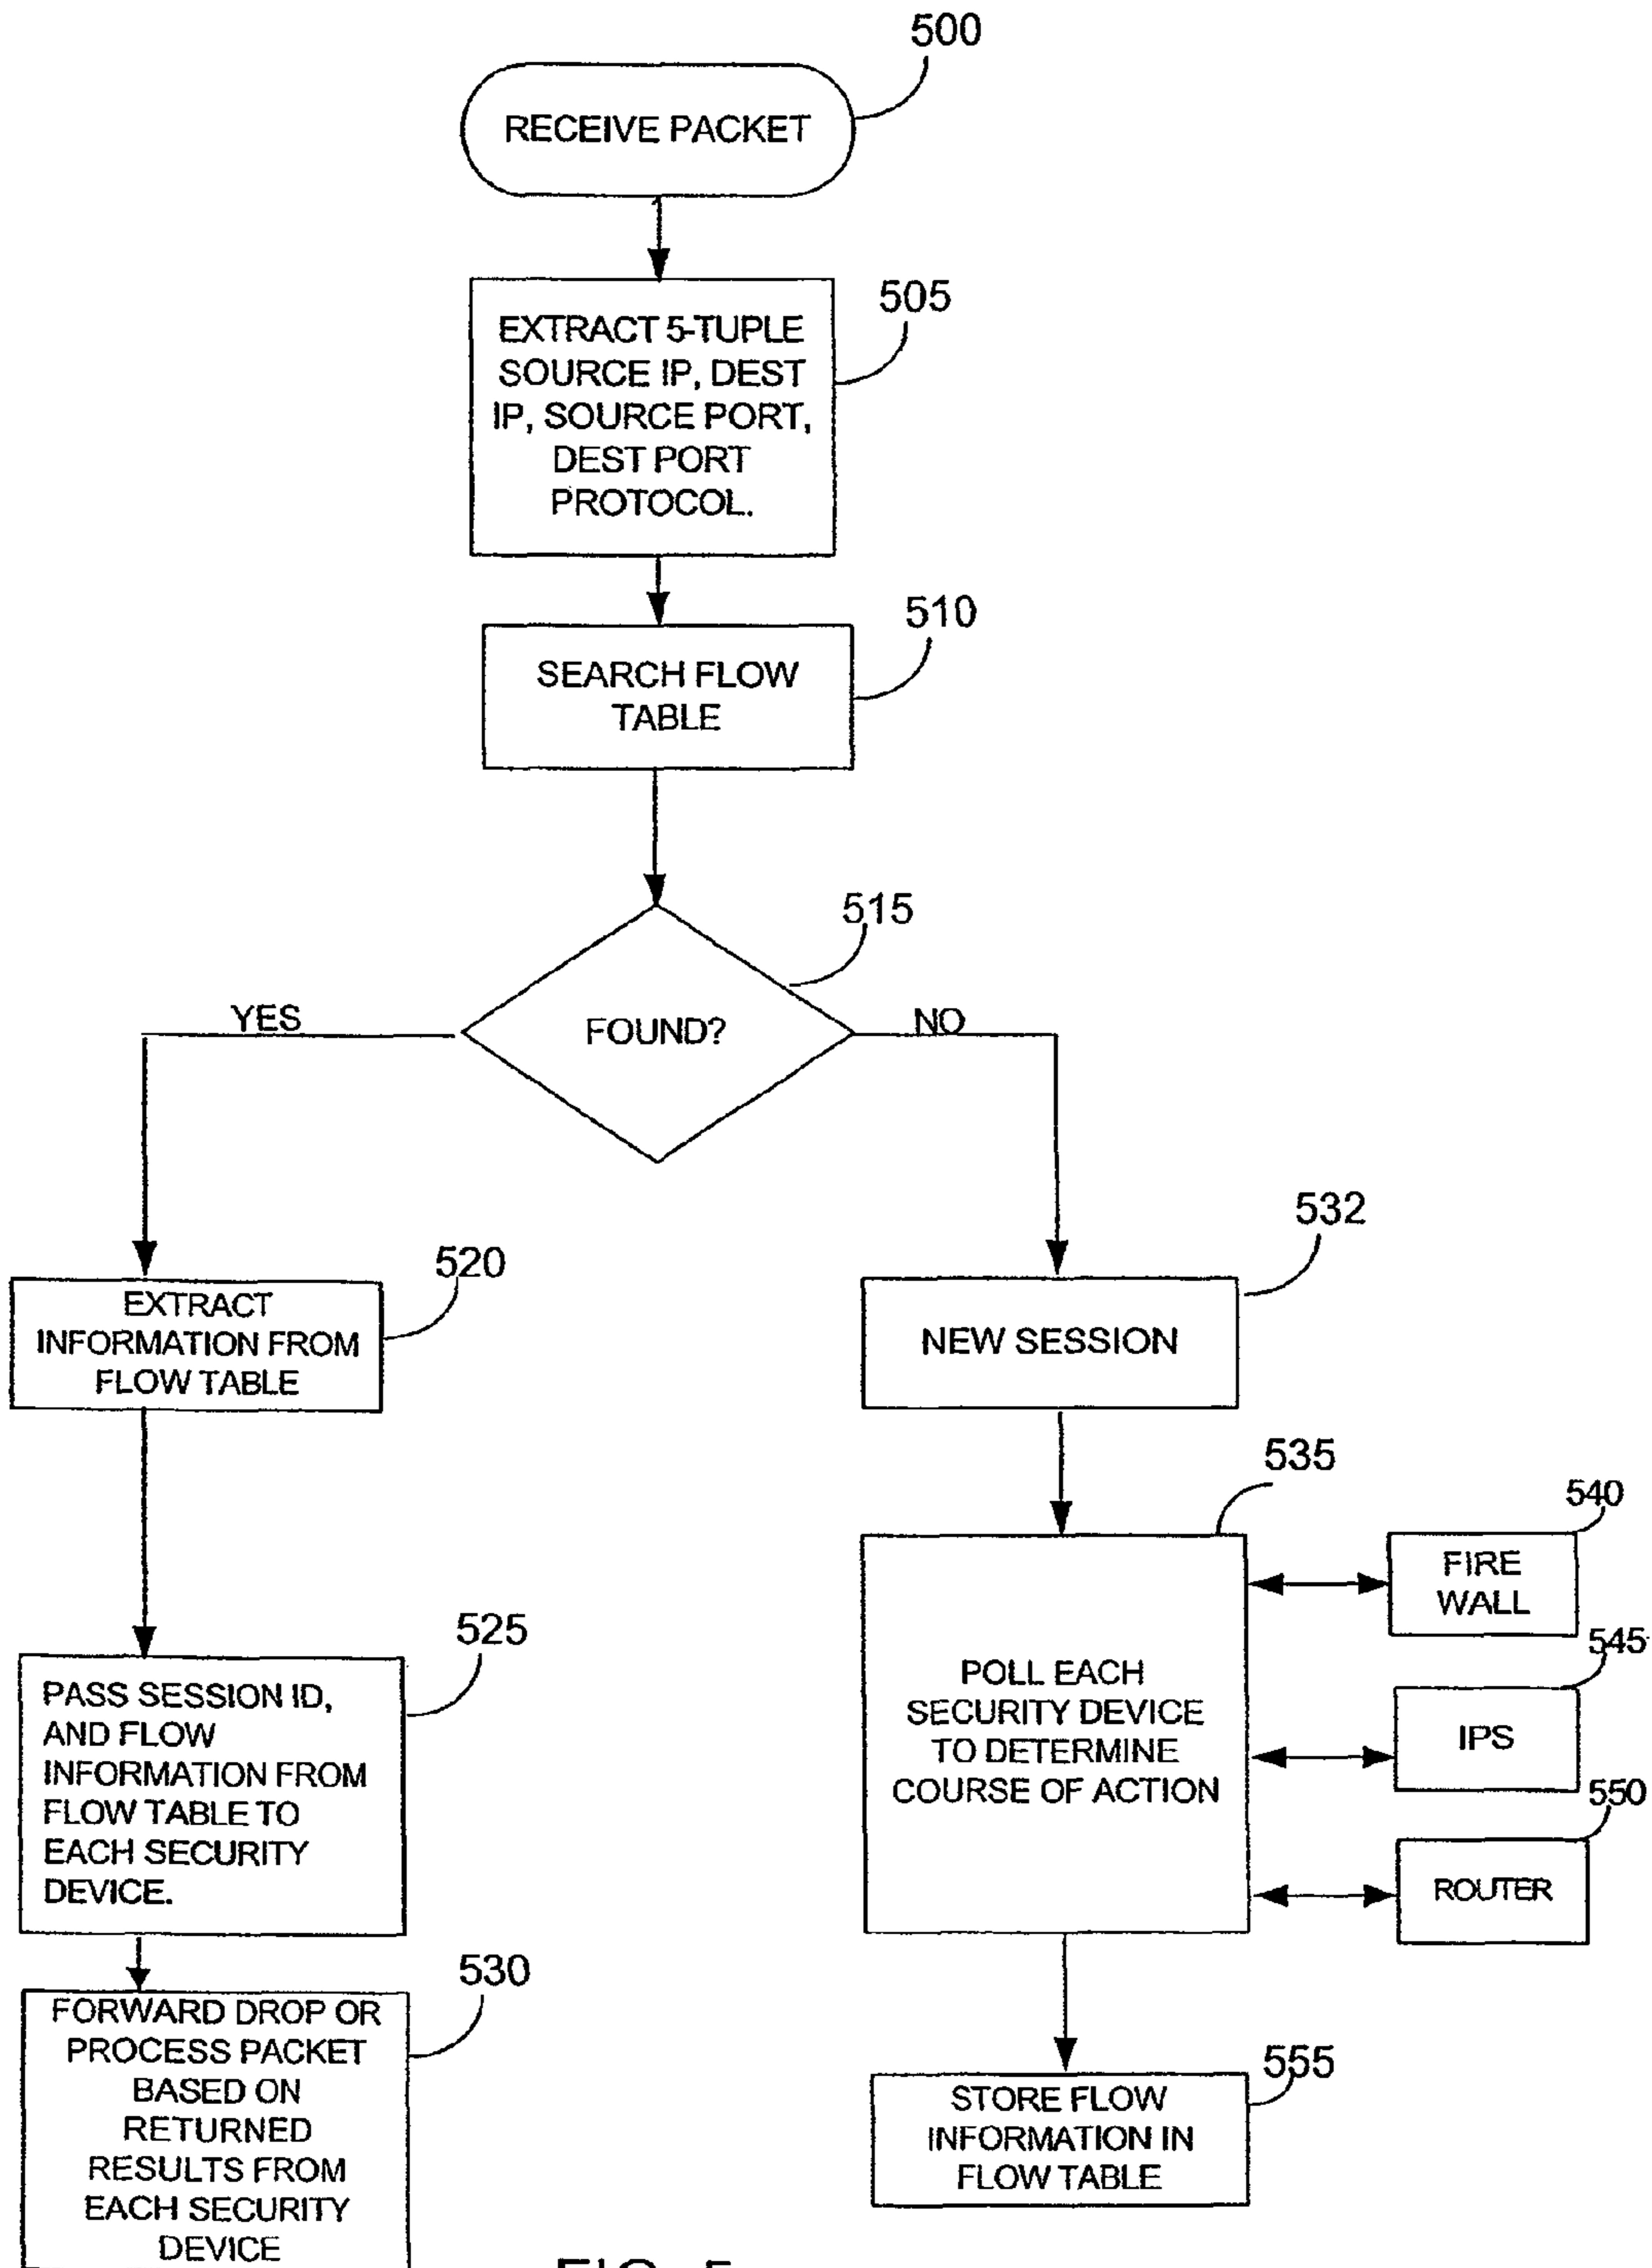 500
RECEIVE PACKET
505
EXTRACT 5-TUPLE
SOURCE IP, DEST
IP, SOURCE PORT,
DEST PORT
PROTOCOL.
510
SEARCH FLOW
TABLE
515
FOUND?
YES
NO
520
EXTRACT
INFORMATION FROM
FLOW TABLE
525
PASS SESSION ID,
AND FLOW
INFORMATION FROM
FLOW TABLE TO
EACH SECURITY
DEVICE.
530
FORWARD DROP OR
PROCESS PACKET
BASED ON
RETURNED
RESULTS FROM
EACH SECURITY
DEVICE
532
NEW SESSION
535
POLL EACH
SECURITY DEVICE
TO DETERMINE
COURSE OF ACTION
540
FIRE
WALL
545
IPS
550
ROUTER
555
STORE FLOW
INFORMATION IN
FLOW TABLE